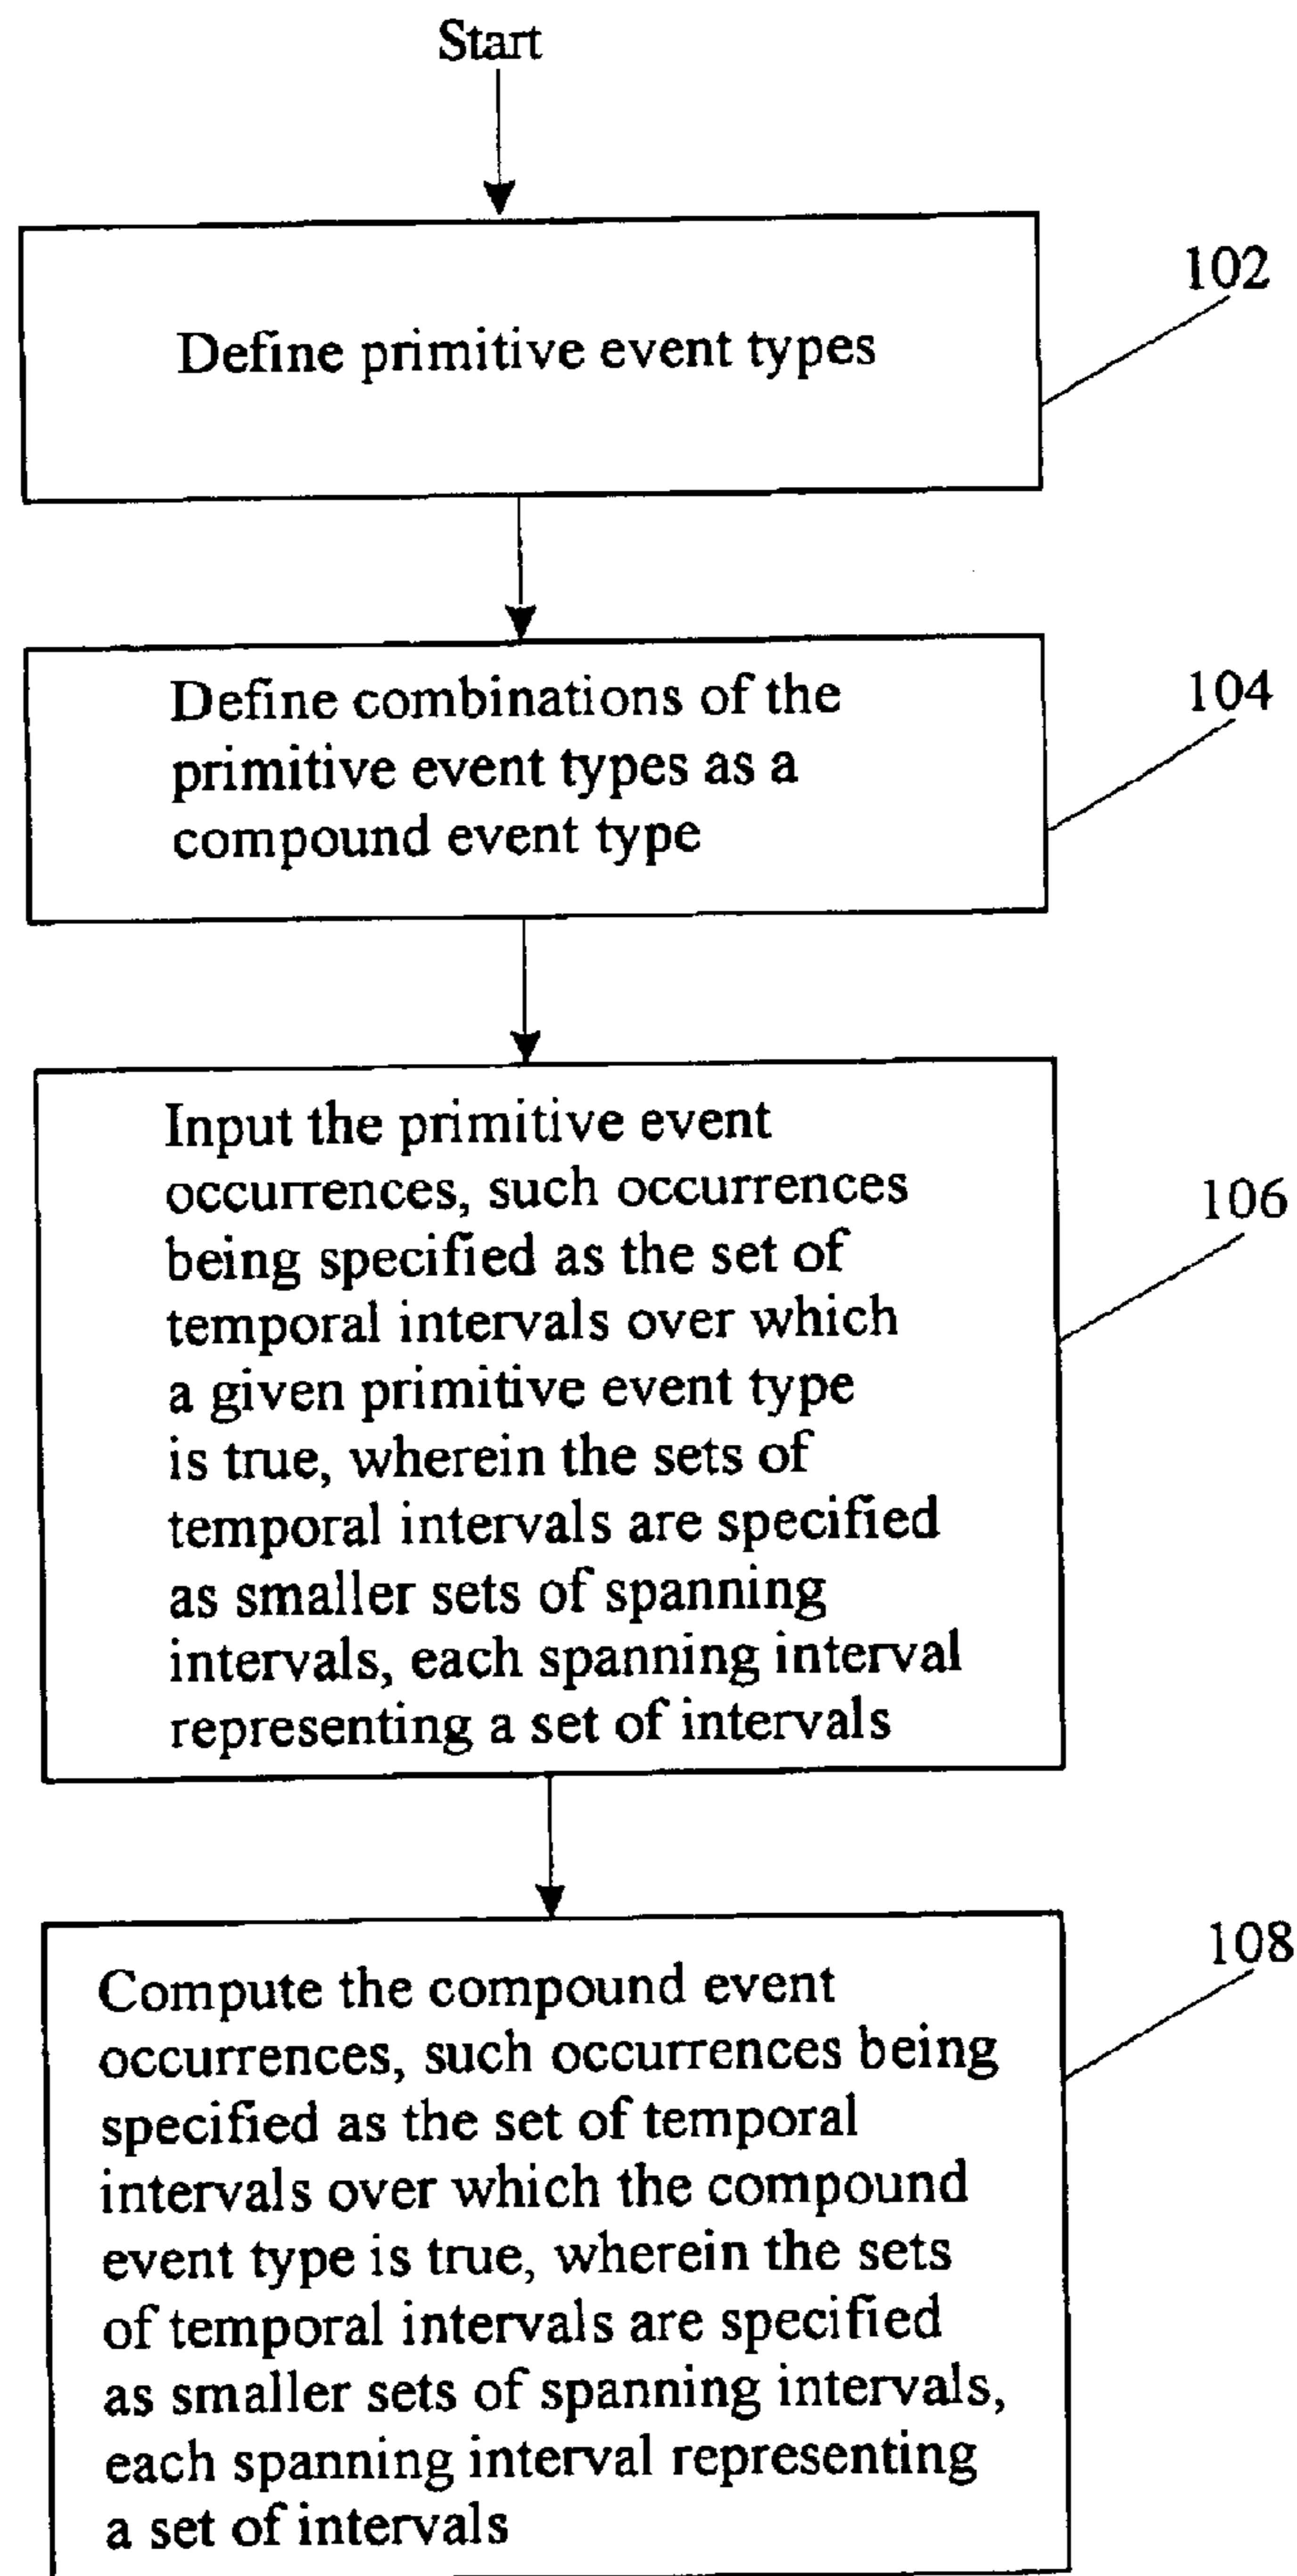 Start
102
Define primitive event types
104
Define combinations of the
primitive event types as a
compound event type
106
Input the primitive event
occurrences, such occurrences
being specified as the set of
temporal intervals over which
a given primitive event type
is true, wherein the sets of
temporal intervals are specified
as smaller sets of spanning
intervals, each spanning interval
representing a set of intervals
108
Compute the compound event
occurrences, such occurrences being
specified as the set of temporal
intervals over which the compound
event type is true, wherein the sets
of temporal intervals are specified
as smaller sets of spanning intervals,
each spanning interval representing
a set of intervals